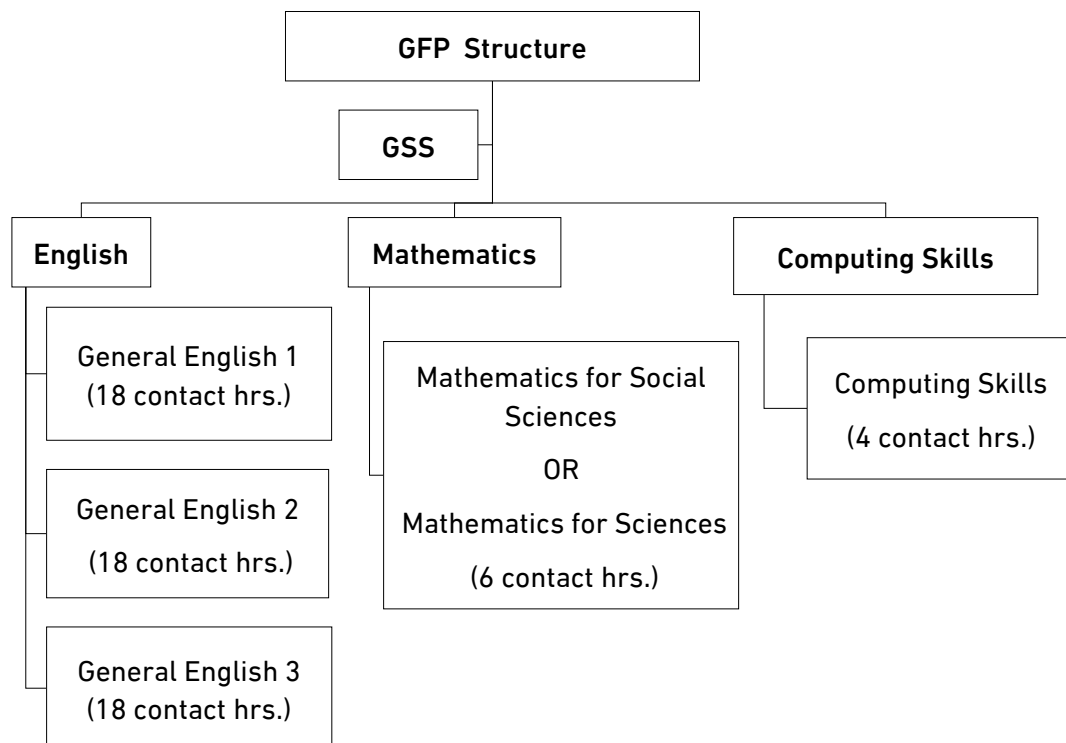 GFP Structure
GSS
English
General English 1
(18 contact hrs.)
General English 2
(18 contact hrs.)
General English 3
(18 contact hrs.)
Mathematics
Mathematics for Social
Sciences
OR
Mathematics for Sciences
(6 contact hrs.)
Computing Skills
Computing Skills
(4 contact hrs.)